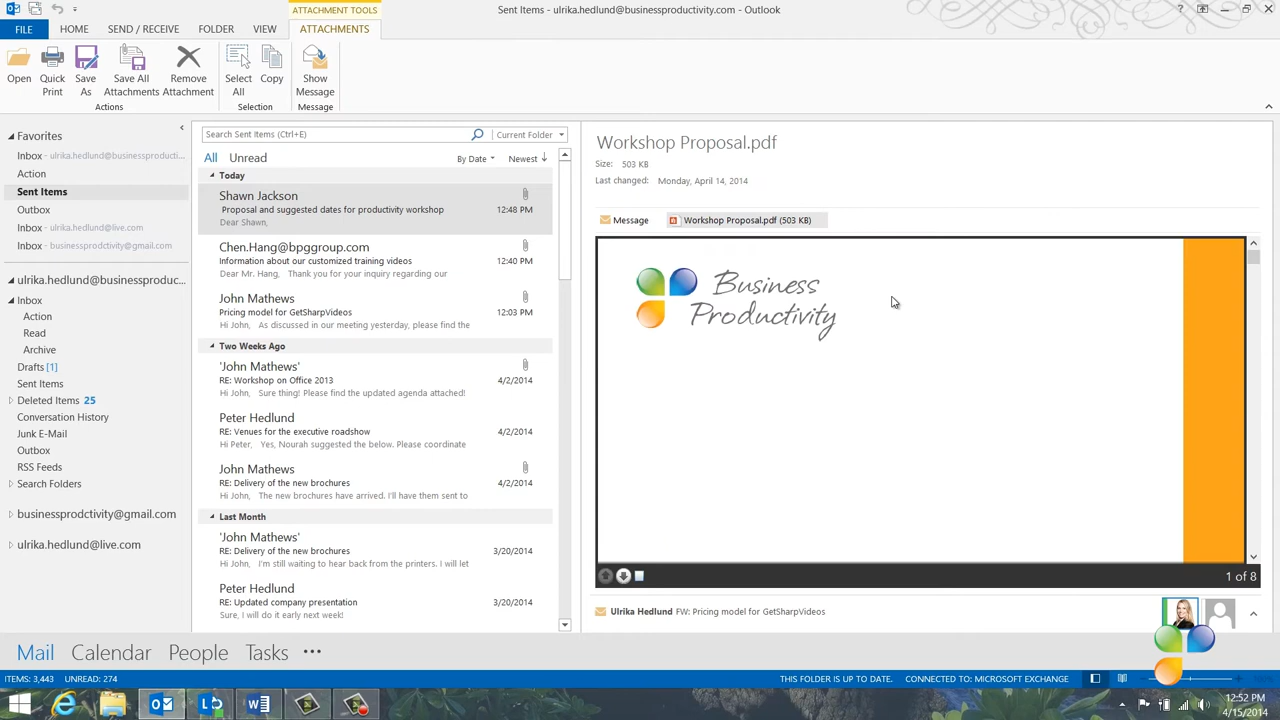 ATTACHMENT TOOLS
Sent Items - ulrika.hedlund@businessproductivity.com - Outlook
FILE HOME SEND / RECEIVE FOLDER VIEW ATTACHMENTS
Open
Quick Print
Save As
Save All Attachments
Remove Attachment
Select All
Copy
Show Message
Actions Selection Message
Favorites
Inbox - ulrika.hedlund@businessproducti...
Action
Sent Items
Outbox
Inbox - ulrika.hedlund@live.com
Inbox - businessprodctivity@gmail.com
ulrika.hedlund@businessproduc...
Inbox
Action
Read
Archive
Drafts [1]
Sent Items
Deleted Items 25
Conversation History
Junk E-Mail
Outbox
RSS Feeds
Search Folders
businessprodctivity@gmail.com
ulrika.hedlund@live.com
Search Sent Items (Ctrl+E) Current Folder
All Unread By Date Newest
Today
Shawn Jackson
Proposal and suggested dates for productivity workshop 12:48 PM
Dear Shawn,
Chen.Hang@bpggroup.com
Information about our customized training videos 12:40 PM
Dear Mr. Hang, Thank you for your inquiry regarding our
John Mathews
Pricing model for GetSharpVideos 12:03 PM
Hi John, As discussed in our meeting yesterday, please find the
Two Weeks Ago
'John Mathews'
RE: Workshop on Office 2013 4/2/2014
Hi John, Sure thing! Please find the updated agenda attached!
Peter Hedlund
RE: Venues for the executive roadshow 4/2/2014
Hi Peter, Yes, Nourah suggested the below. Please coordinate
John Mathews
RE: Delivery of the new brochures 4/2/2014
Hi John, The new brochures have arrived. I'll have them sent to
Last Month
'John Mathews'
RE: Delivery of the new brochures 3/20/2014
Hi John, I'm still waiting to hear back from the printers. I will let
Peter Hedlund
RE: Updated company presentation 3/20/2014
Sure, I will do it early next week!
Workshop Proposal.pdf
Size: 503 KB
Last changed: Monday, April 14, 2014
Message Workshop Proposal.pdf (503 KB)
Business
Productivity
1 of 8
Ulrika Hedlund FW: Pricing model for GetSharpVideos
Mail Calendar People Tasks •••
ITEMS: 3,443 UNREAD: 274 THIS FOLDER IS UP TO DATE. CONNECTED TO: MICROSOFT EXCHANGE
12:52 PM
4/15/2014